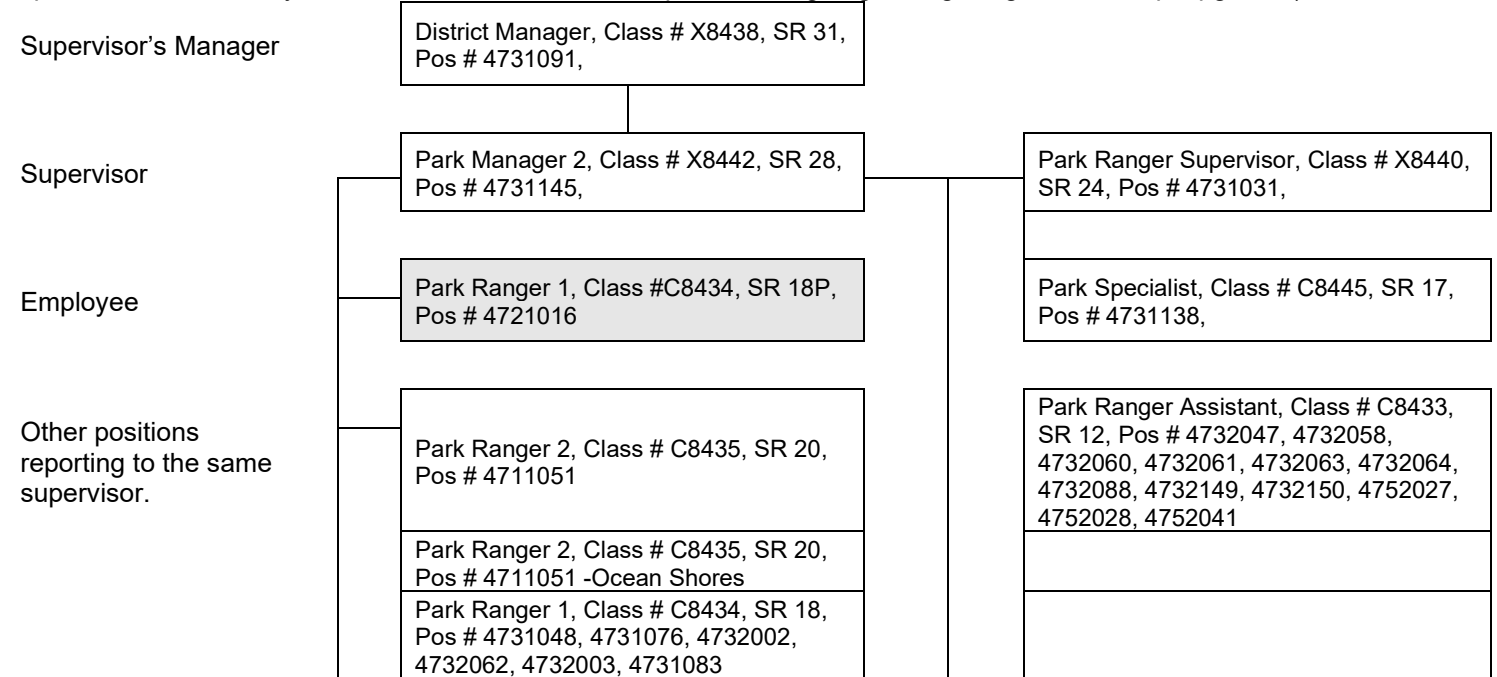 Supervisor's Manager
District Manager, Class # X8438, SR 31,
Pos # 4731091,
Supervisor
Park Manager 2, Class # X8442, SR 28,
Pos # 4731145,
Park Ranger Supervisor, Class # X8440,
SR 24, Pos # 4731031,
Employee
Park Ranger 1, Class #C8434, SR 18P,
Pos # 4721016
Park Specialist, Class # C8445, SR 17,
Pos # 4731138,
Other positions
reporting to the same
supervisor.
Park Ranger 2, Class # C8435, SR 20,
Pos # 4711051
Park Ranger Assistant, Class # C8433,
SR 12, Pos # 4732047, 4732058,
4732060, 4732061, 4732063, 4732064,
4732088, 4732149, 4732150, 4752027,
4752028, 4752041
Park Ranger 2, Class # C8435, SR 20,
Pos # 4711051 -Ocean Shores
Park Ranger 1, Class # C8434, SR 18,
Pos # 4731048, 4731076, 4732002,
4732062, 4732003, 4731083